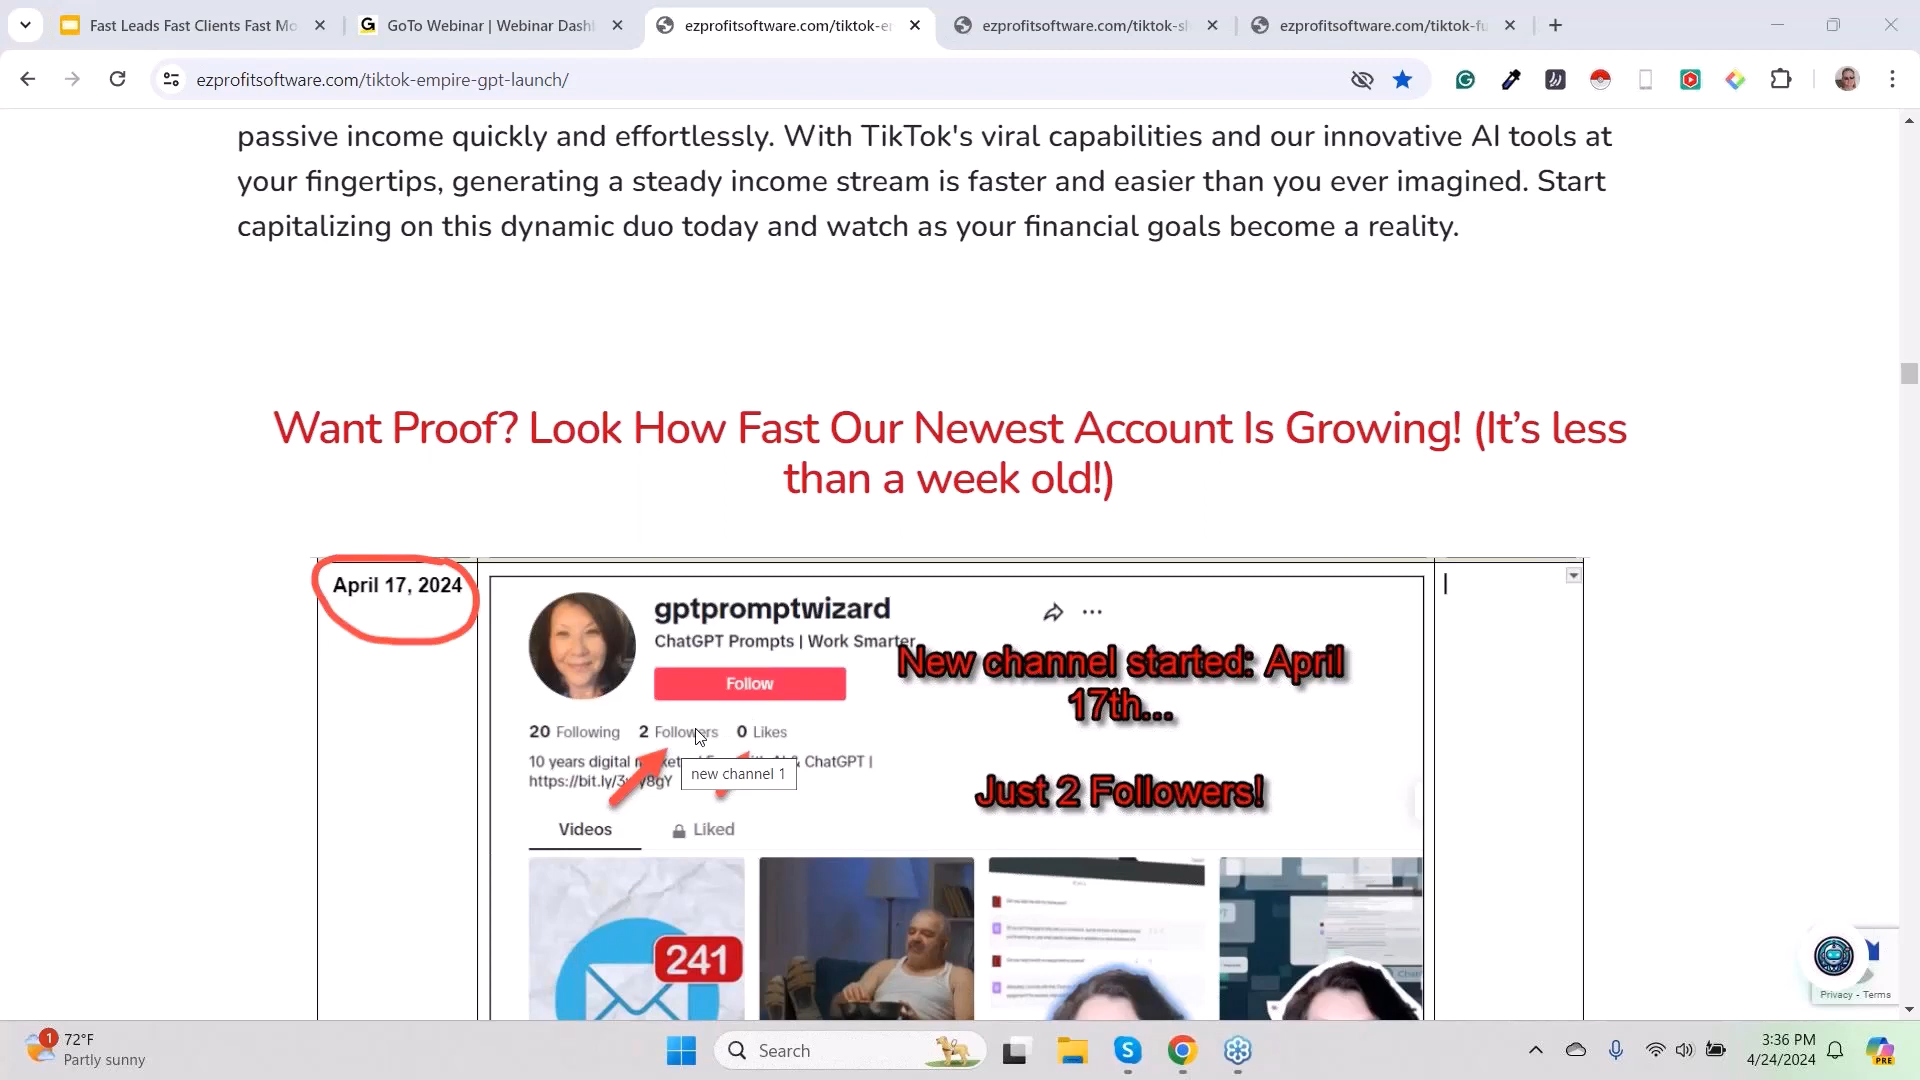 Fast Leads Fast Clients Fast Mo
GoTo Webinar | Webinar Dash
ezprofitsoftware.com/tiktok-e
ezprofitsoftware.com/tiktok-s
ezprofitsoftware.com/tiktok-fu
ezprofitsoftware.com/tiktok-empire-gpt-launch/
passive income quickly and effortlessly. With TikTok's viral capabilities and our innovative AI tools at
your fingertips, generating a steady income stream is faster and easier than you ever imagined. Start
capitalizing on this dynamic duo today and watch as your financial goals become a reality.
Want Proof? Look How Fast Our Newest Account Is Growing! (It’s less
than a week old!)
April 17, 2024
gptpromptwizard
ChatGPT Prompts | Work Smarter
Follow
New channel started: April
17th...
20 Following 2 Followers 0 Likes
10 years digital & ChatGPT |
https://bit.ly/3
new channel 1
Just 2 Followers!
Videos
Liked
241
Privacy - Terms
1
72°F
Partly sunny
Search
3:36 PM
4/24/2024
PRE